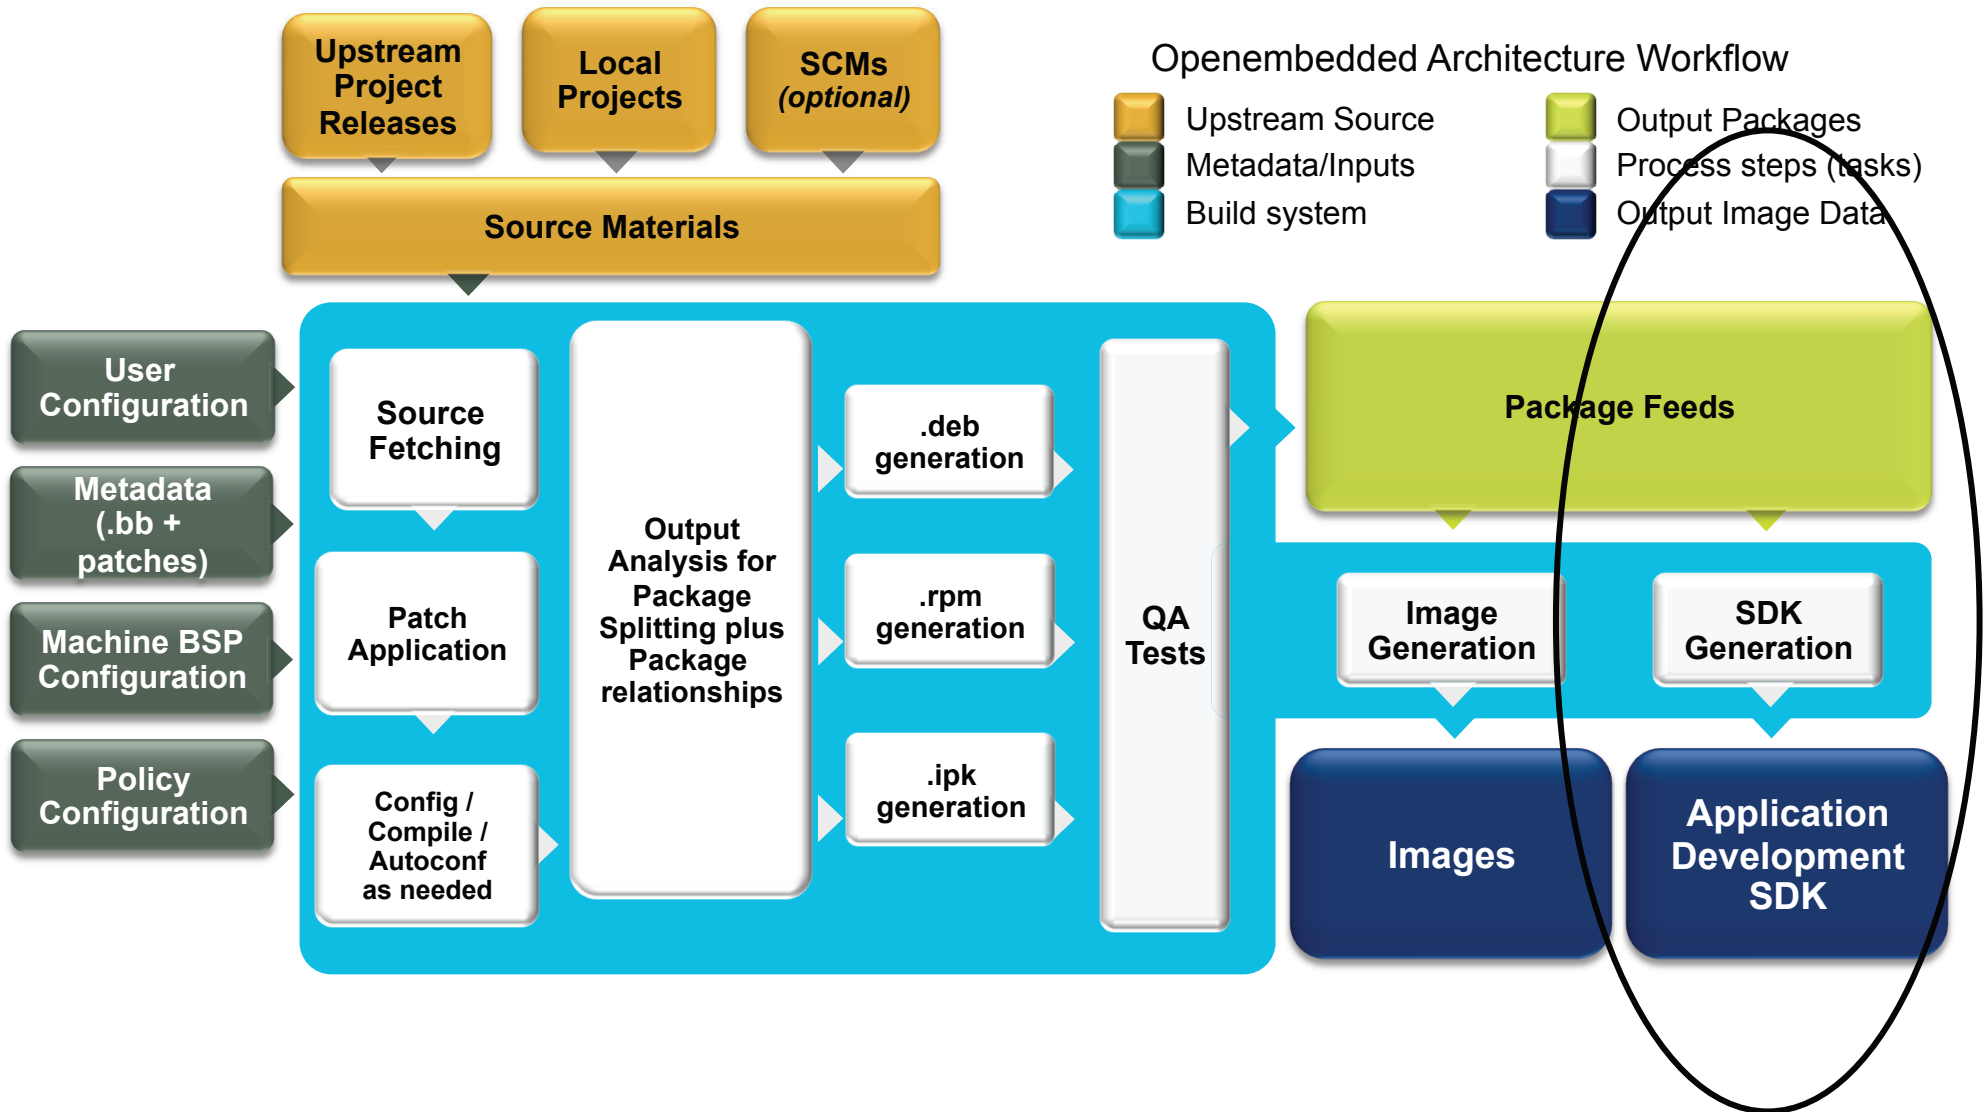 Upstream
Project
Releases
Local
Projects
SCMs
(optional)
Openembedded Architecture Workflow
Upstream Source
Metadata/Inputs
Build system
Output Packages
Process steps (tasks)
Output Image Data
Source Materials
User
Configuration
Metadata
(.bb +
patches)
Machine BSP
Configuration
Policy
Configuration
Source
Fetching
Patch
Application
Config /
Compile /
Autoconf
as needed
Output
Analysis for
Package
Splitting plus
Package
relationships
.deb
generation
.rpm
generation
.ipk
generation
QA
Tests
Package Feeds
Image
Generation
SDK
Generation
Images
Application
Development
SDK